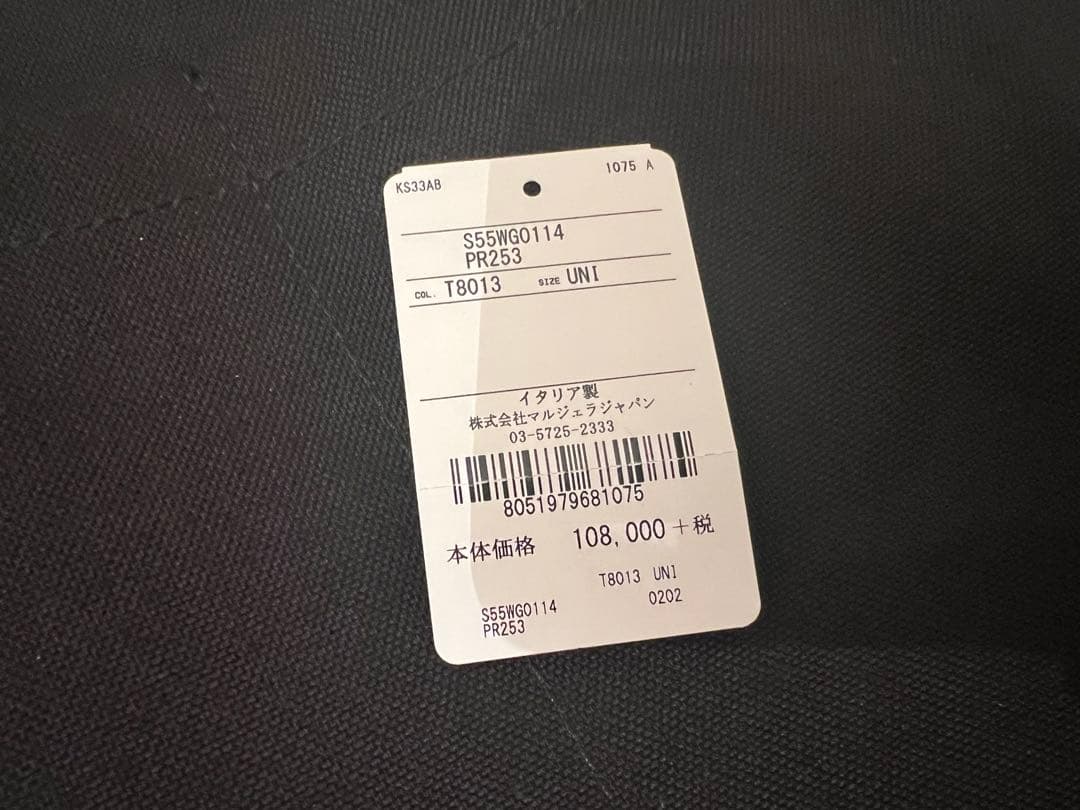 KS33AB 1075 A
S55WG0114
PR253
COL. T8013 SIZE UNI
イタリア製
株式会社マルジェラジャパン
03-5725-2333
8051979681075
本体価格 108,000+税
T8013 UNI
S55WG0114 0202
PR253